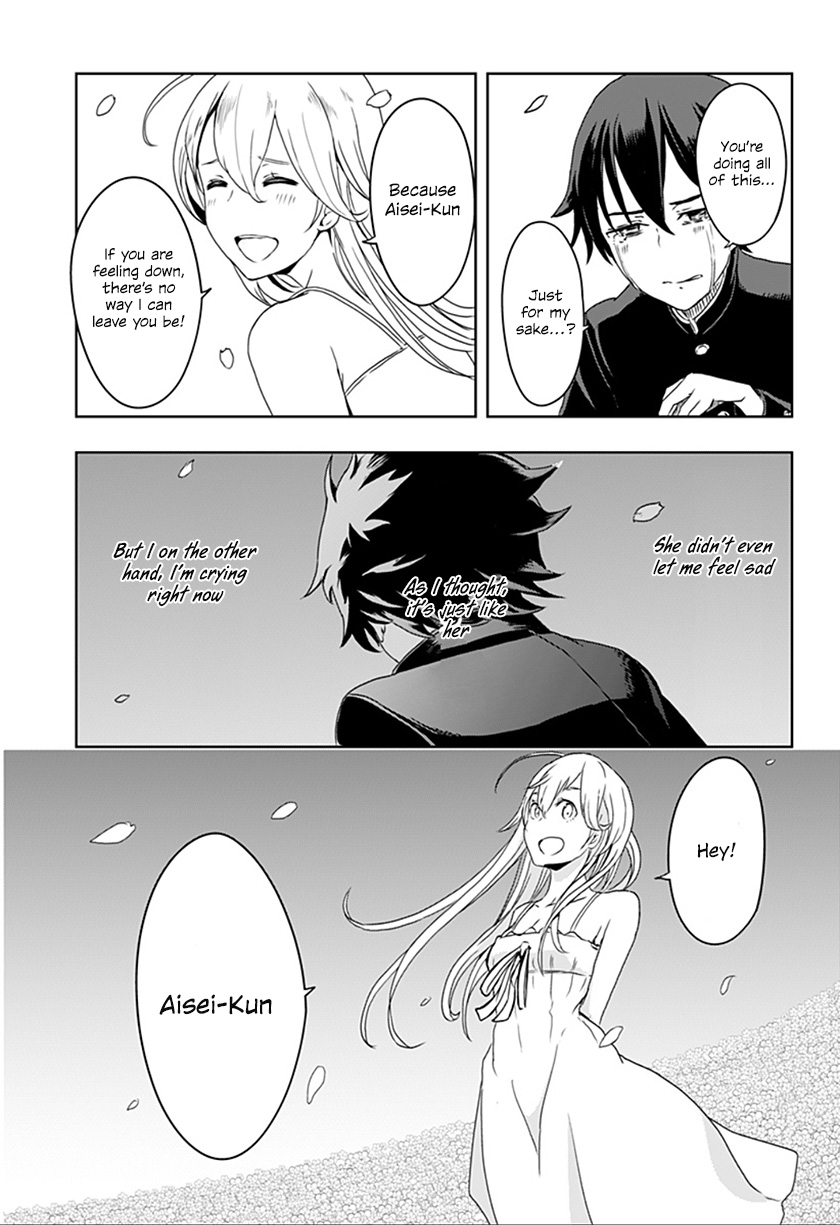 You're
doing all
of this...
Just
for my
sake...?
Because
Aisei-Kun
If you are
feeling down,
there's no
way I can
leave you be!
She didn't even
let me feel sad
As I thought,
it's just like
her
But I on the other
hand, I'm crying
right now
Hey!
Aisei-Kun